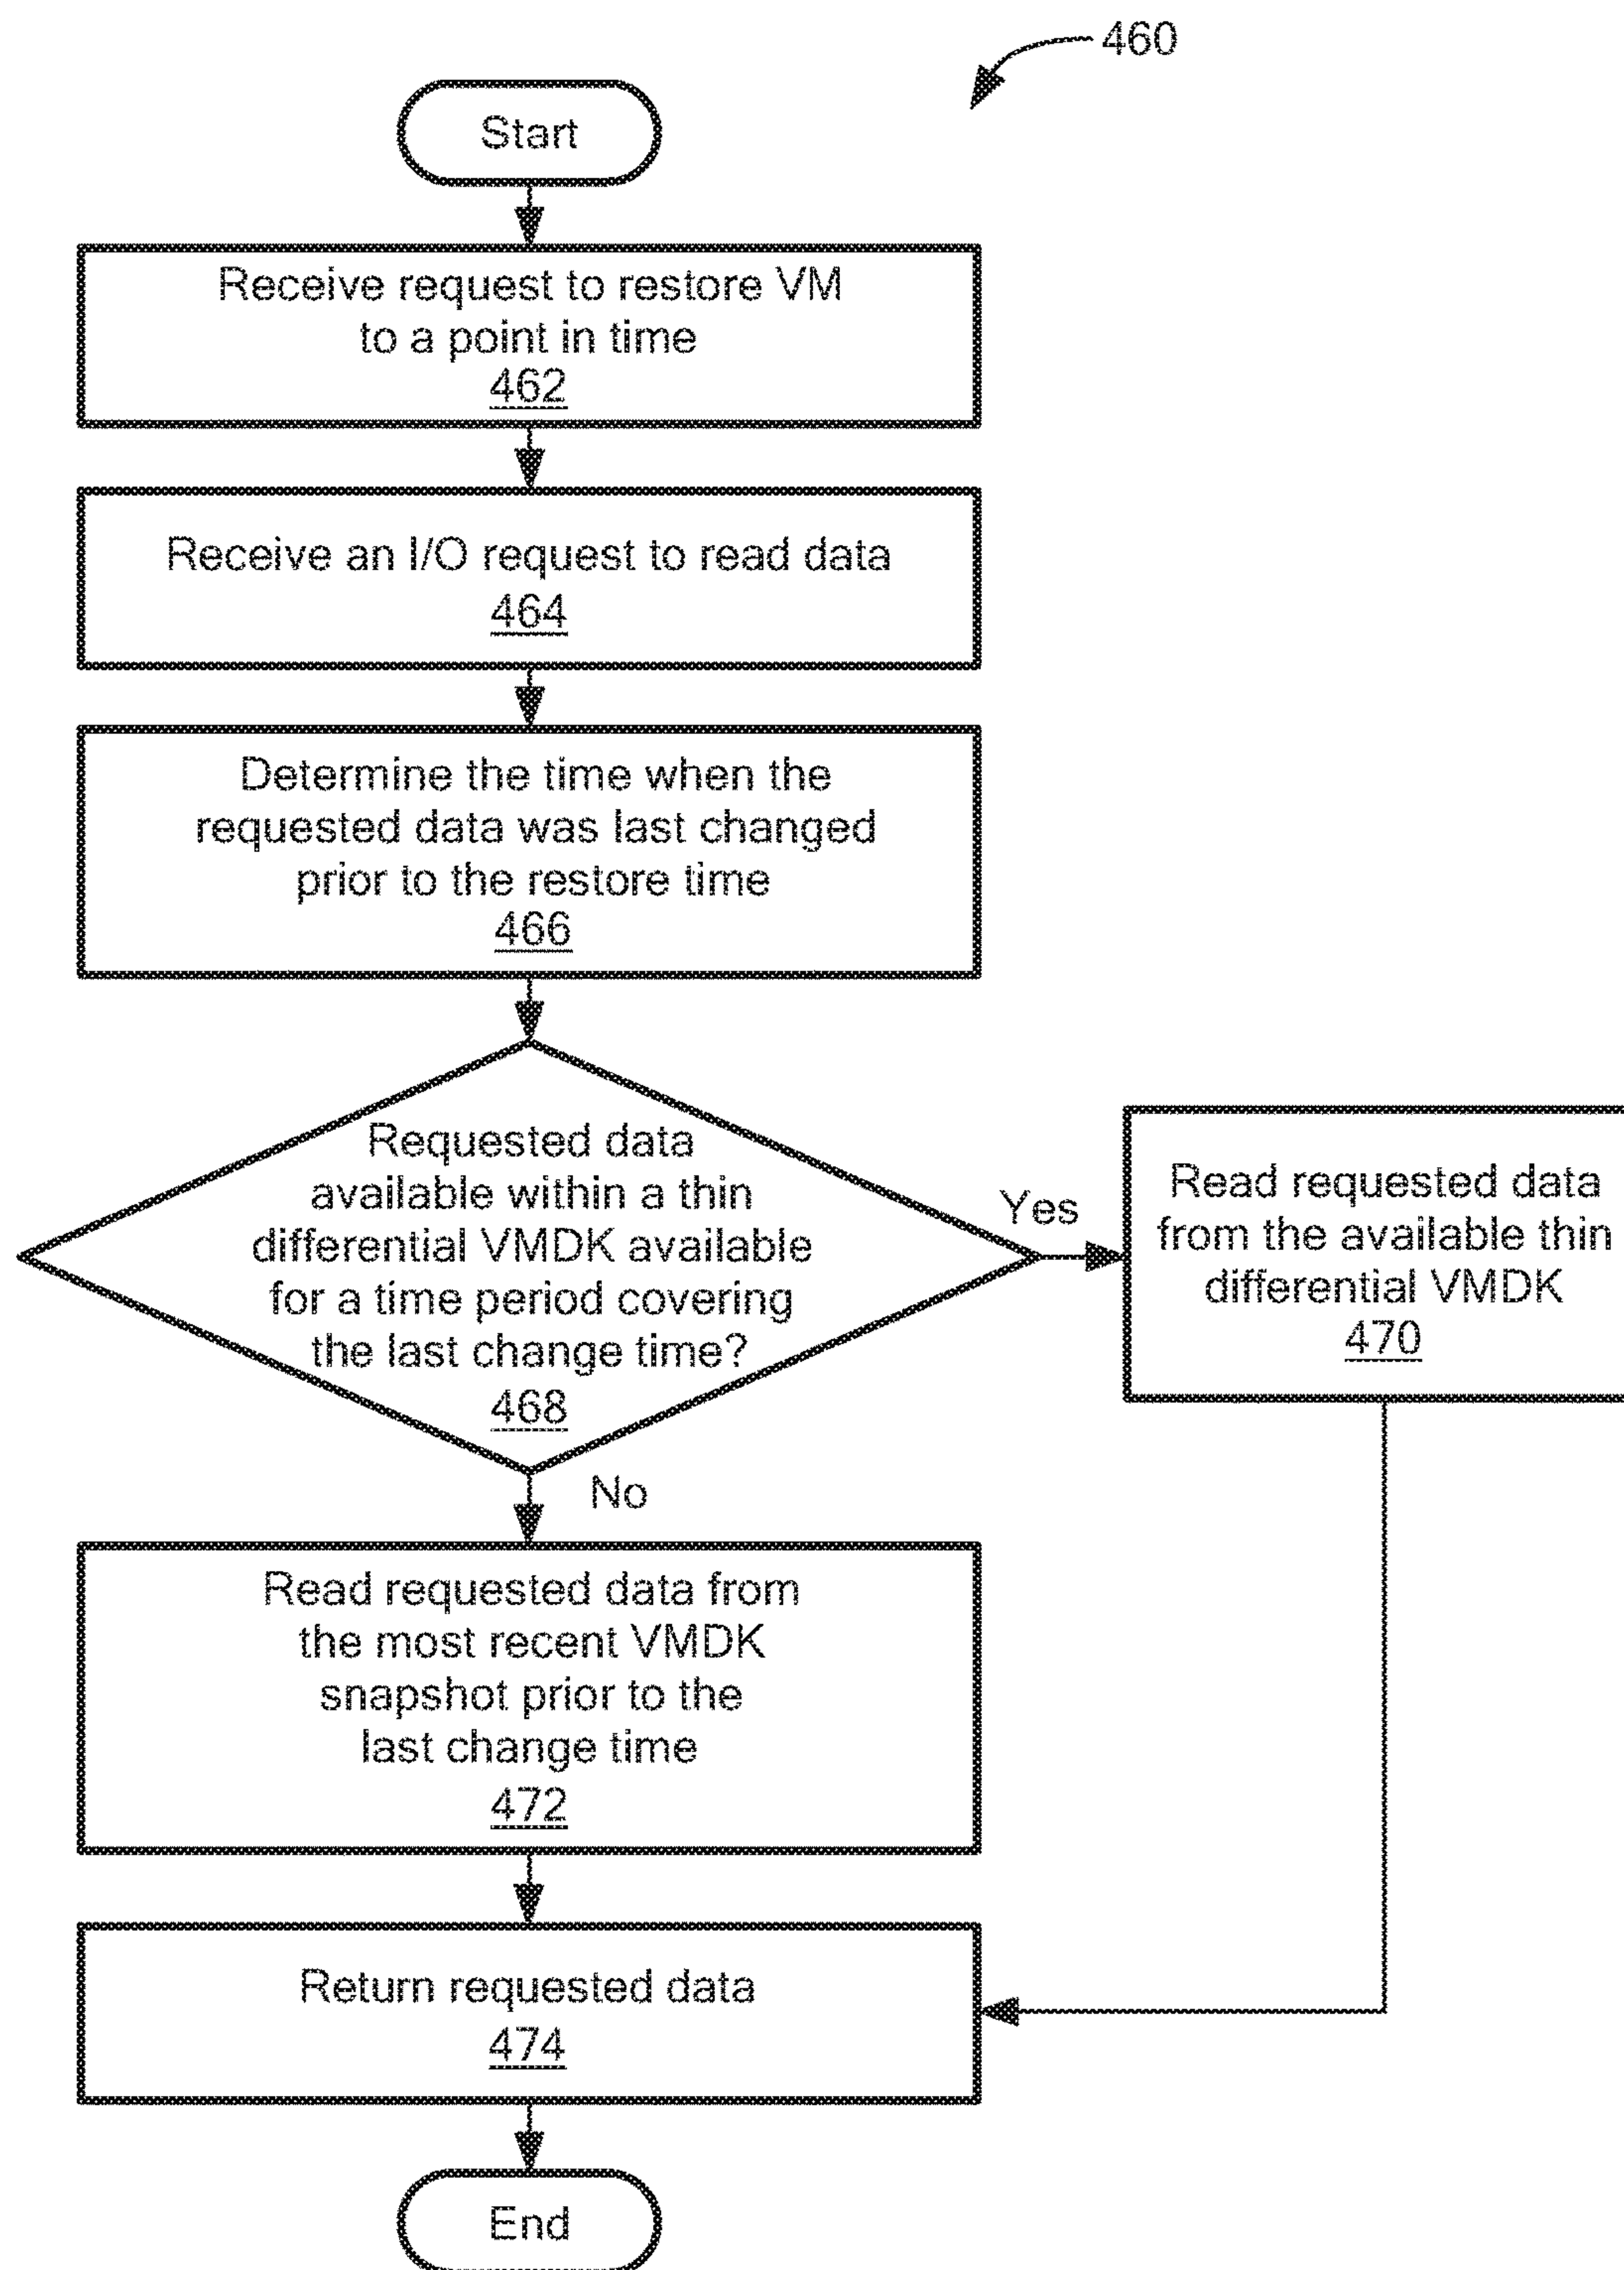 460
Start
Receive request to restore VM
to a point in time
462
Receive an I/O request to read data
464
Determine the time when the
requested data was last changed
prior to the restore time
466
Requested data
available within a thin
differential VMDK available
for a time period covering
the last change time?
468
Yes
Read requested data
from the available thin
differential VMDK
470
No
Read requested data from
the most recent VMDK
snapshot prior to the
last change time
472
Return requested data
474
End